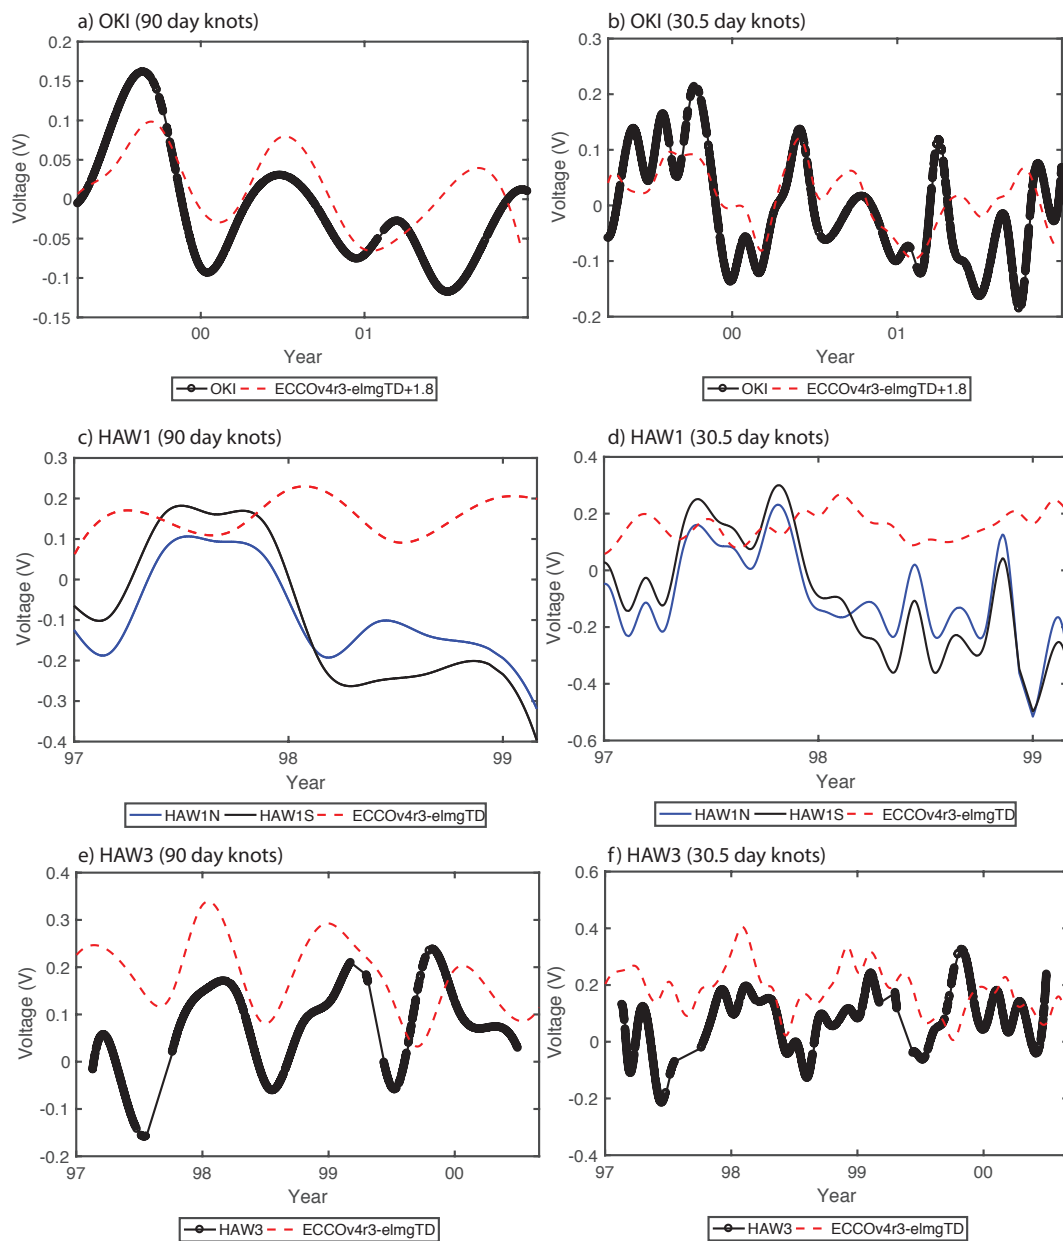 a) OKI (90 day knots)
0.2
0.15
0.1
0.05
0
-0.05
-0.1
-0.15
Voltage (V)
00
01
Year
OKI ECCOv4r3-elmgTD+1.8
b) OKI (30.5 day knots)
0.3
0.2
0.1
0
-0.1
-0.2
Voltage (V)
00
01
Year
OKI ECCOv4r3-elmgTD+1.8
c) HAW1 (90 day knots)
0.3
0.2
0.1
0
-0.1
-0.2
-0.3
-0.4
Voltage (V)
97
98
99
Year
HAW1N HAW1S ECCOv4r3-elmgTD
d) HAW1 (30.5 day knots)
0.4
0.2
0
-0.2
-0.4
-0.6
Voltage (V)
97
98
99
Year
HAW1N HAW1S ECCOv4r3-elmgTD
e) HAW3 (90 day knots)
0.4
0.3
0.2
0.1
0
-0.1
-0.2
Voltage (V)
97
98
99
00
Year
HAW3 ECCOv4r3-elmgTD
f) HAW3 (30.5 day knots)
0.6
0.4
0.2
0
-0.2
-0.4
Voltage (V)
97
98
99
00
Year
HAW3 ECCOv4r3-elmgTD